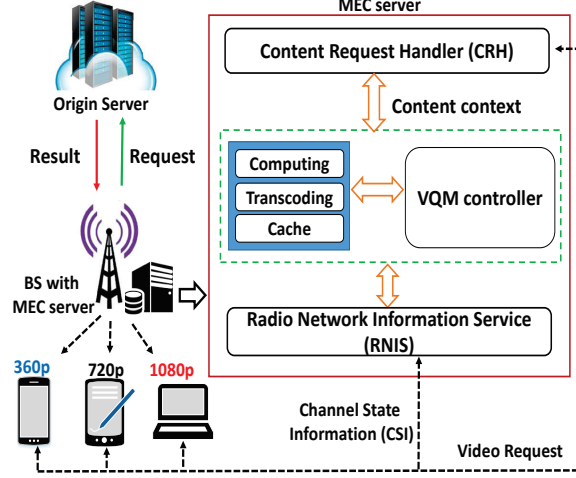 MEC server
Content Request Handler (CRH)
Origin Server
Content context
Result
Request
Computing
Transcoding
Cache
VQM controller
BS with
MEC server
Radio Network Information Service
(RNIS)
360p
720p
1080p
Channel State
Information (CSI)
Video Request